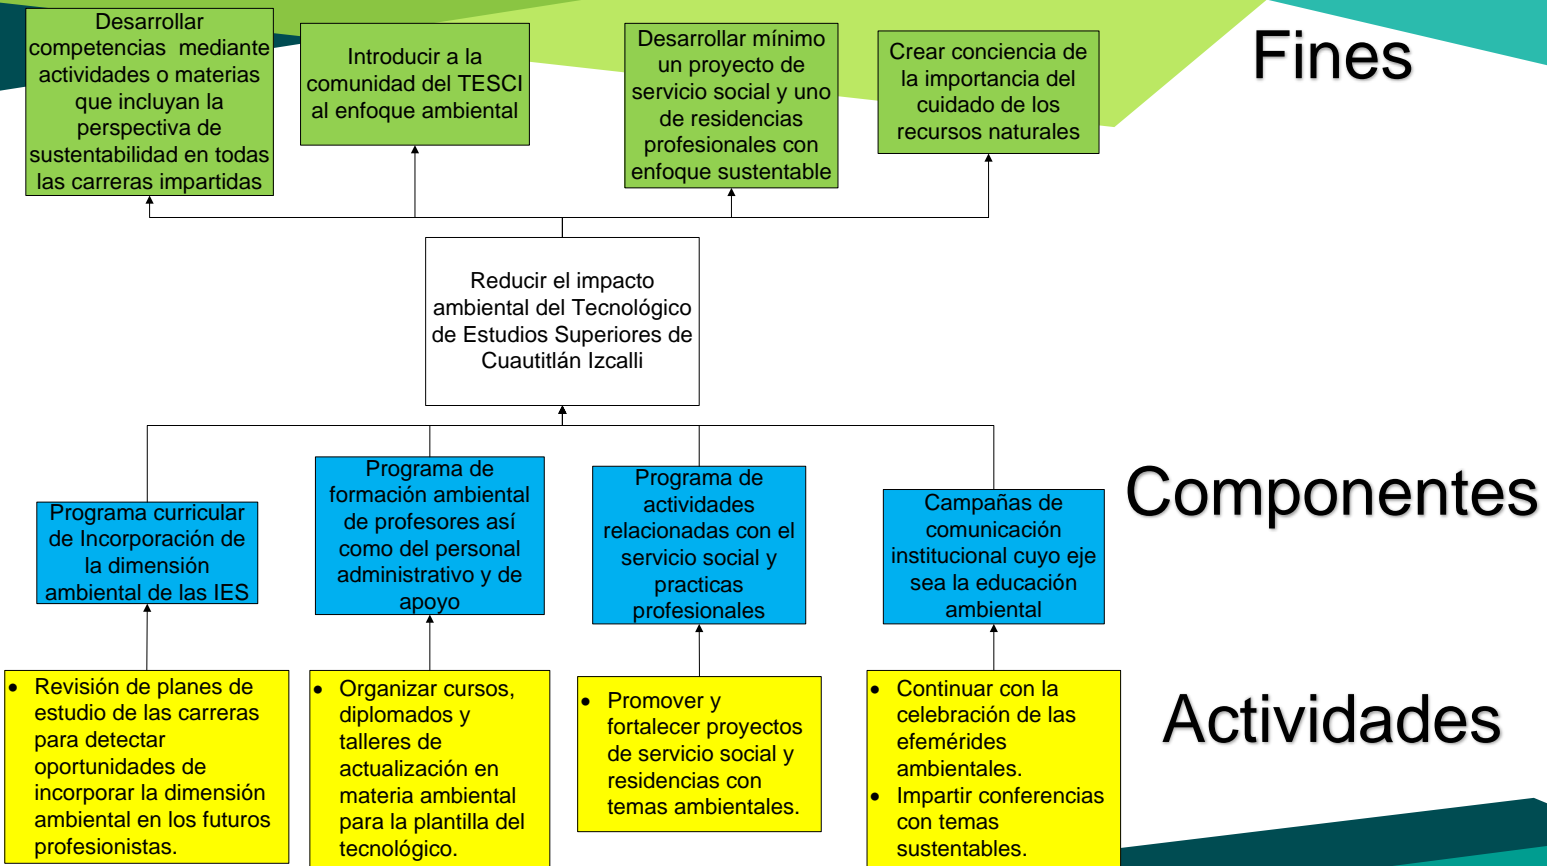 Desarrollar
competencias mediante
actividades o materias
que incluyan la
perspectiva de
sustentabilidad en todas
las carreras impartidas
Introducir a la
comunidad del TESCI
al enfoque ambiental
Desarrollar mínimo
un proyecto de
servicio social y uno
de residencias
profesionales con
enfoque sustentable
Crear conciencia de
la importancia del
cuidado de los
recursos naturales
Fines
Reducir el impacto
ambiental del Tecnológico
de Estudios Superiores de
Cuautitlán Izcalli
Programa curricular
de Incorporación de
la dimensión
ambiental de las IES
Programa de
formación ambiental
de profesores así
como del personal
administrativo y de
apoyo
Programa de
actividades
relacionadas con el
servicio social y
practicas
profesionales
Campañas de
comunicación
institucional cuyo eje
sea la educación
ambiental
Componentes
• Revisión de planes de
estudio de las carreras
para detectar
oportunidades de
incorporar la dimensión
ambiental en los futuros
profesionistas.
• Organizar cursos,
diplomados y
talleres de
actualización en
materia ambiental
para la plantilla del
tecnológico.
• Promover y
fortalecer proyectos
de servicio social y
residencias con
temas ambientales.
• Continuar con la
celebración de las
efemérides
ambientales.
• Impartir conferencias
con temas
sustentables.
Actividades